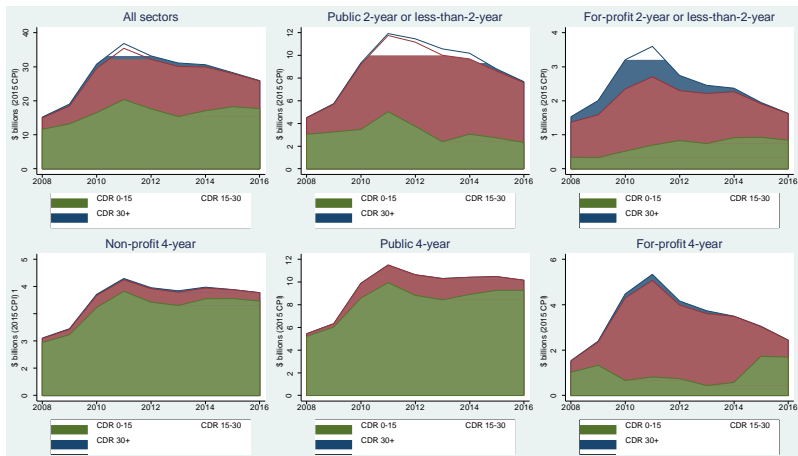 All sectors
$ billions (2015 CPI)
40
30
20
10
0
2008 2010 2012 2014 2016
CDR 0-15 CDR 15-30
CDR 30+
Public 2-year or less-than-2-year
$ billions (2015 CPI)
12
10
8
6
4
2
0
2008 2010 2012 2014 2016
CDR 0-15 CDR 15-30
CDR 30+
For-profit 2-year or less-than-2-year
$ billions (2015 CPI)
4
3
2
1
0
2008 2010 2012 2014 2016
CDR 0-15 CDR 15-30
CDR 30+
Non-profit 4-year
$ billions (2015 CPI) 1
5
4
3
2
0
2008 2010 2012 2014 2016
CDR 0-15 CDR 15-30
CDR 30+
Public 4-year
$ billions (2015 CPI)
12
10
8
6
4
2
0
2008 2010 2012 2014 2016
CDR 0-15 CDR 15-30
CDR 30+
For-profit 4-year
$ billions (2015 CPI)
6
4
2
0
2008 2010 2012 2014 2016
CDR 0-15 CDR 15-30
CDR 30+